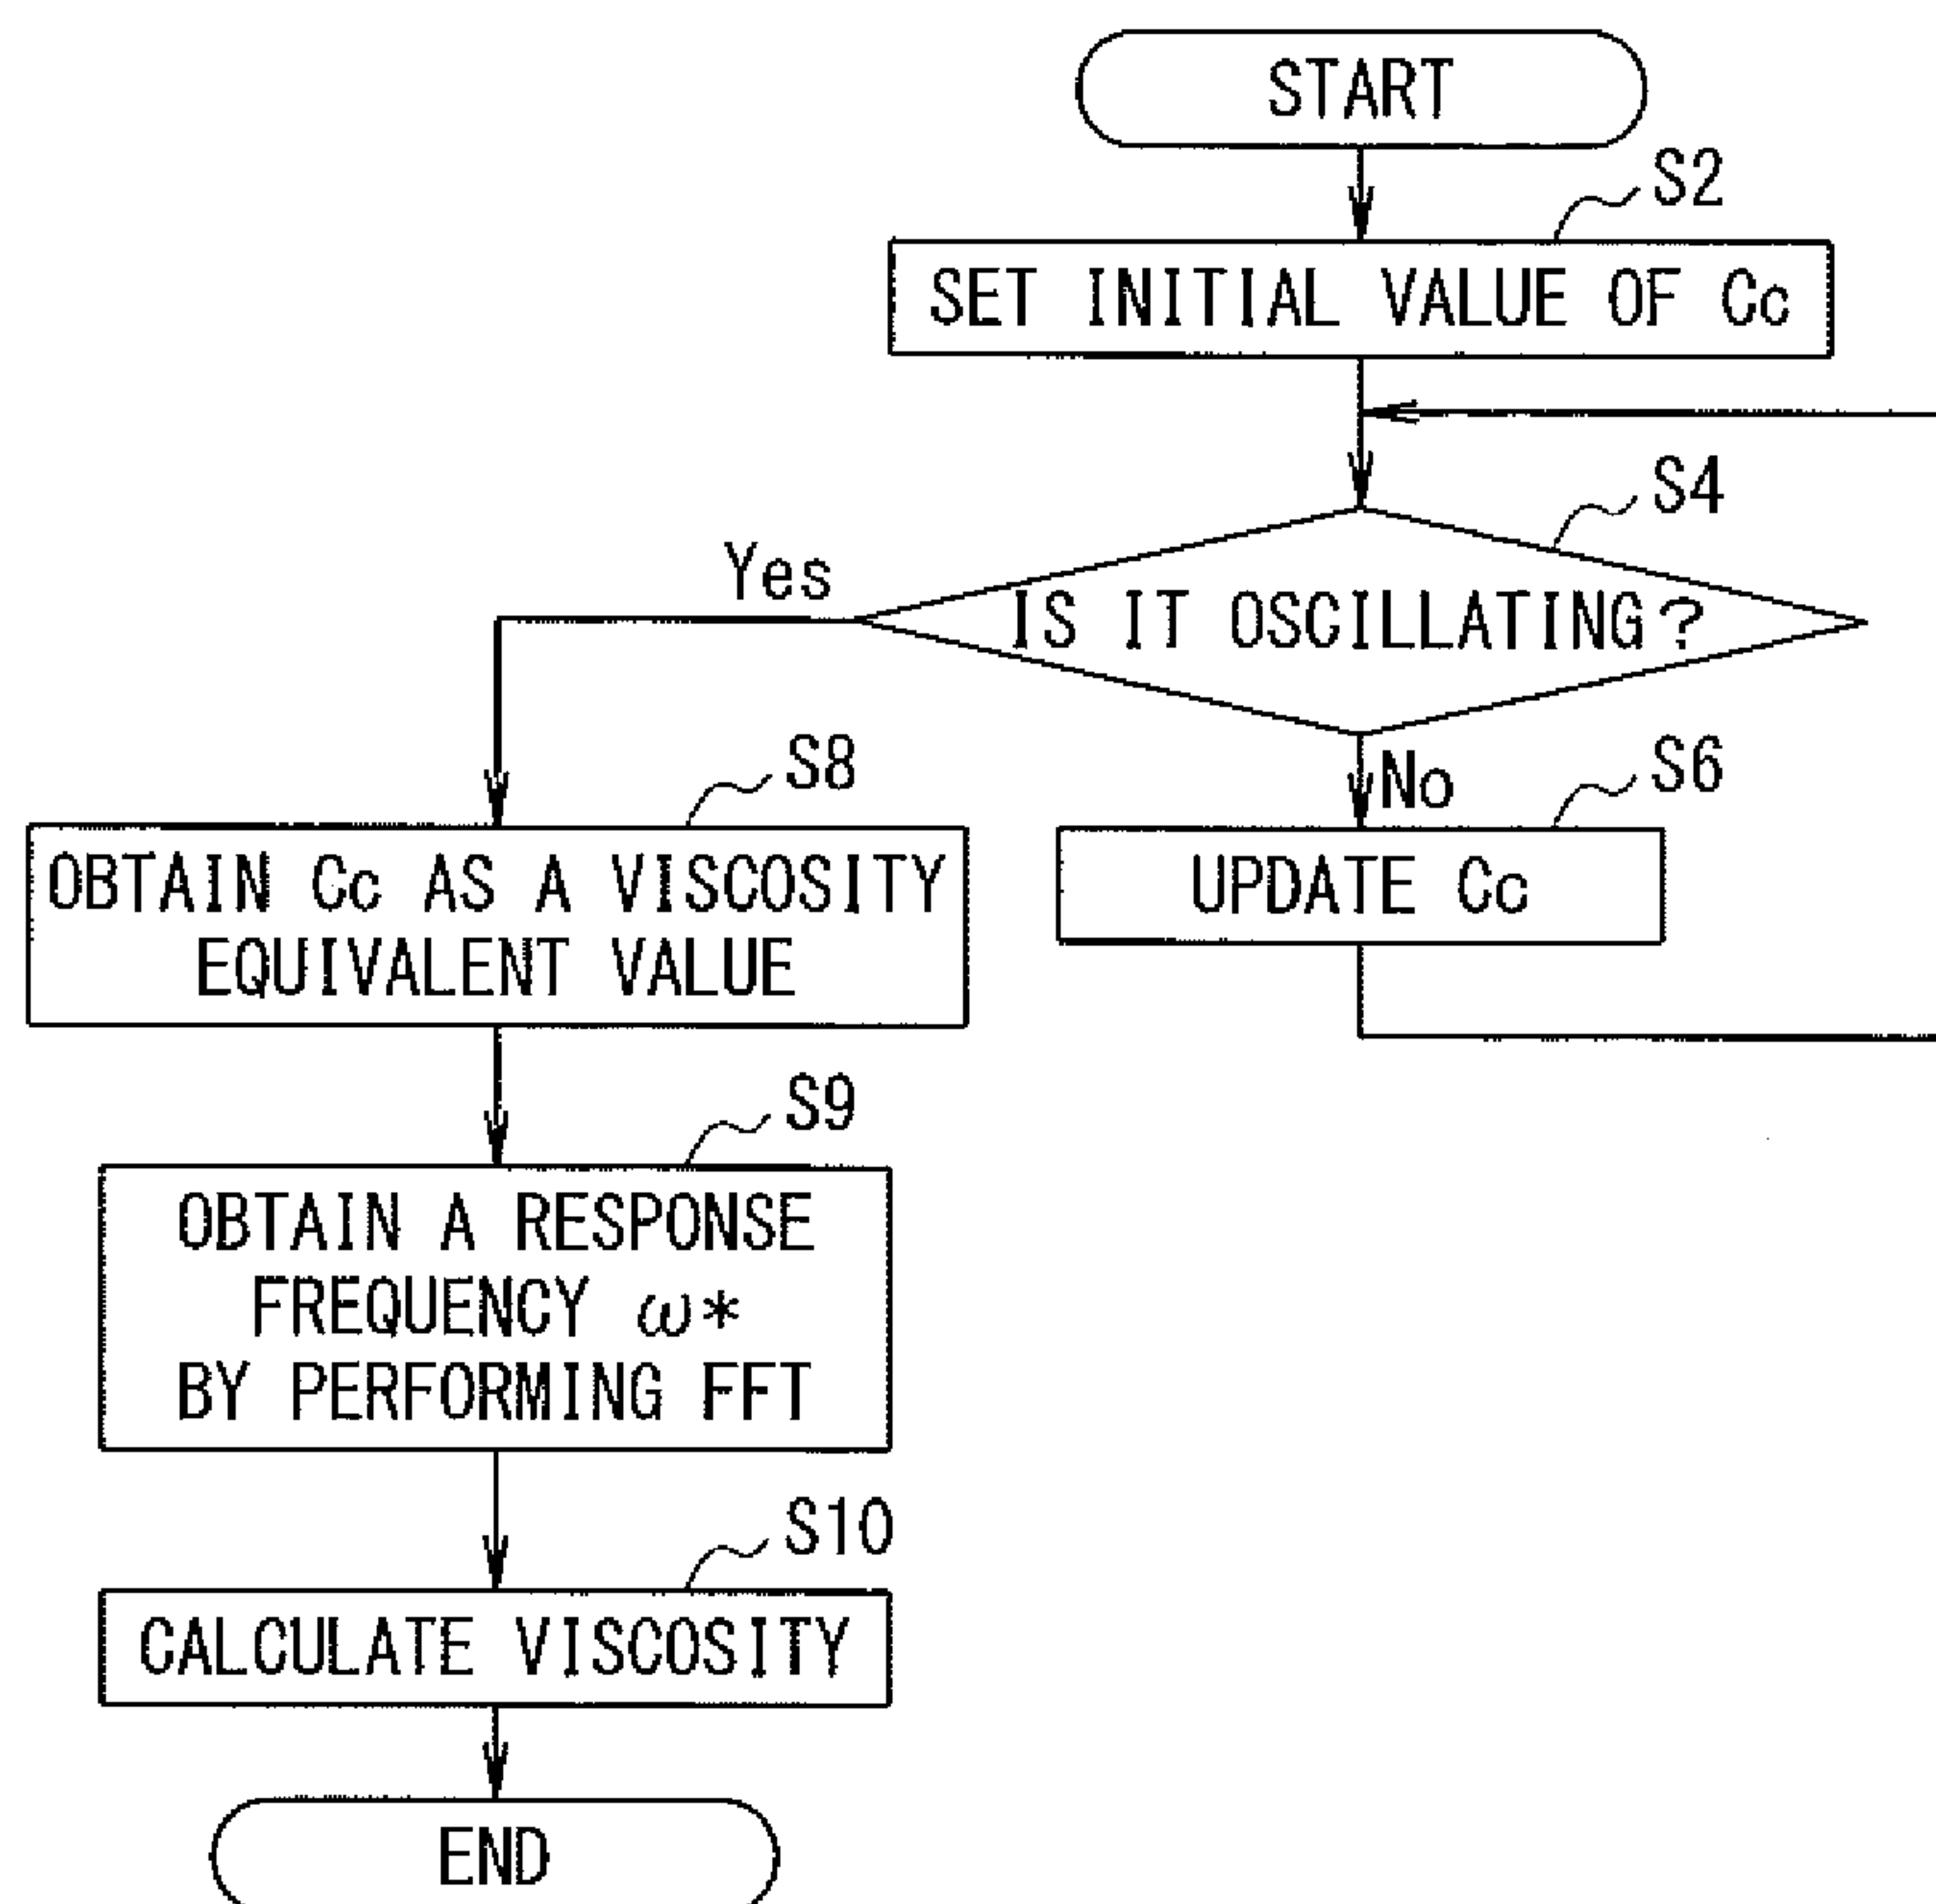 START
S2
SET INITIAL VALUE OF Cc
S4
IS IT OSCILLATING?
Yes
No
S6
UPDATE Cc
S8
OBTAIN Cc AS A VISCOSITY
EQUIVALENT VALUE
S9
OBTAIN A RESPONSE
FREQUENCY ω*
BY PERFORMING FFT
S10
CALCULATE VISCOSITY
END